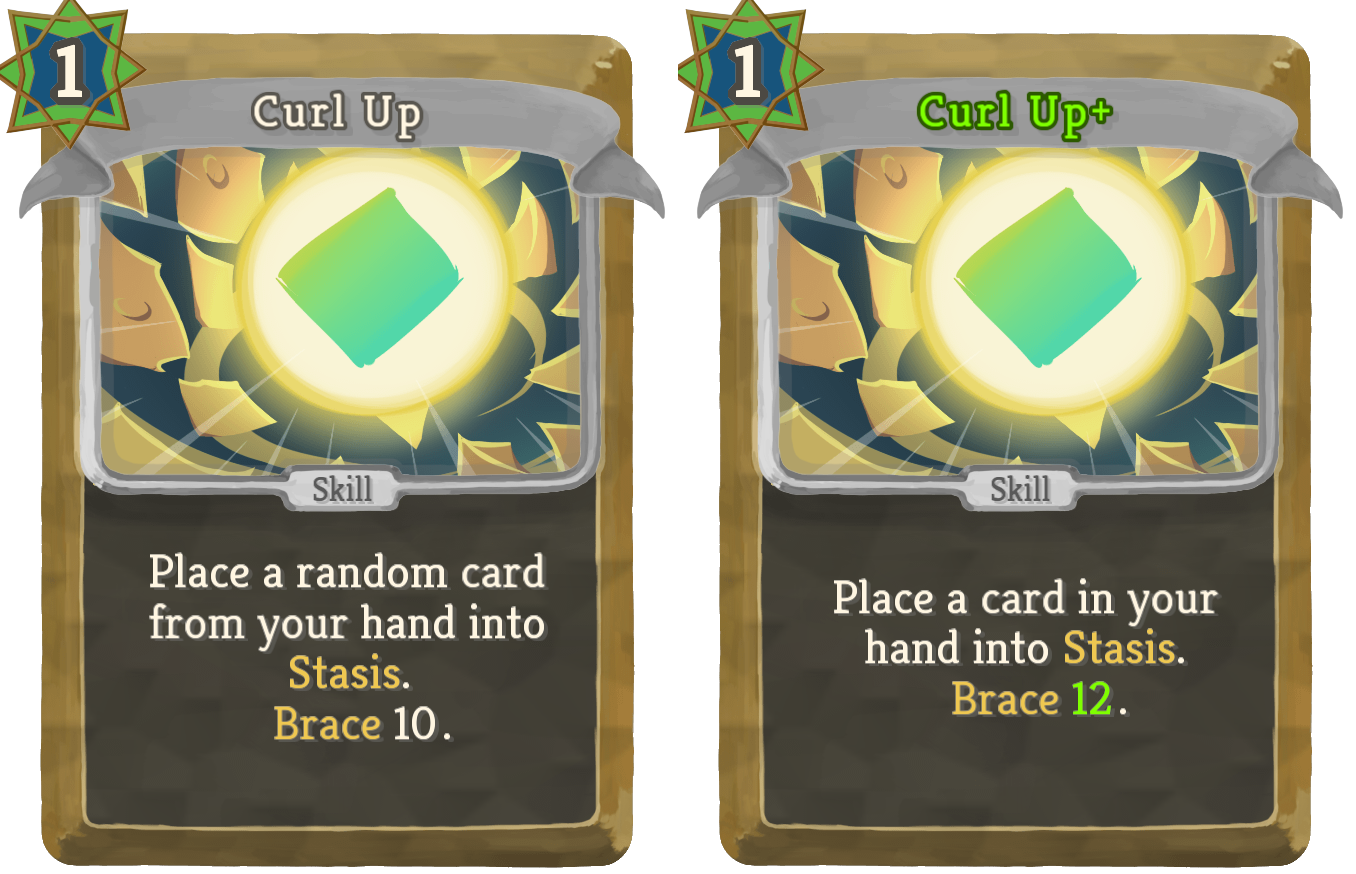 1
Curl Up
Skill
Place a random card
from your hand into
Stasis.
Brace 10.
1
Curl Up+
Skill
Place a card in your
hand into Stasis.
Brace 12.